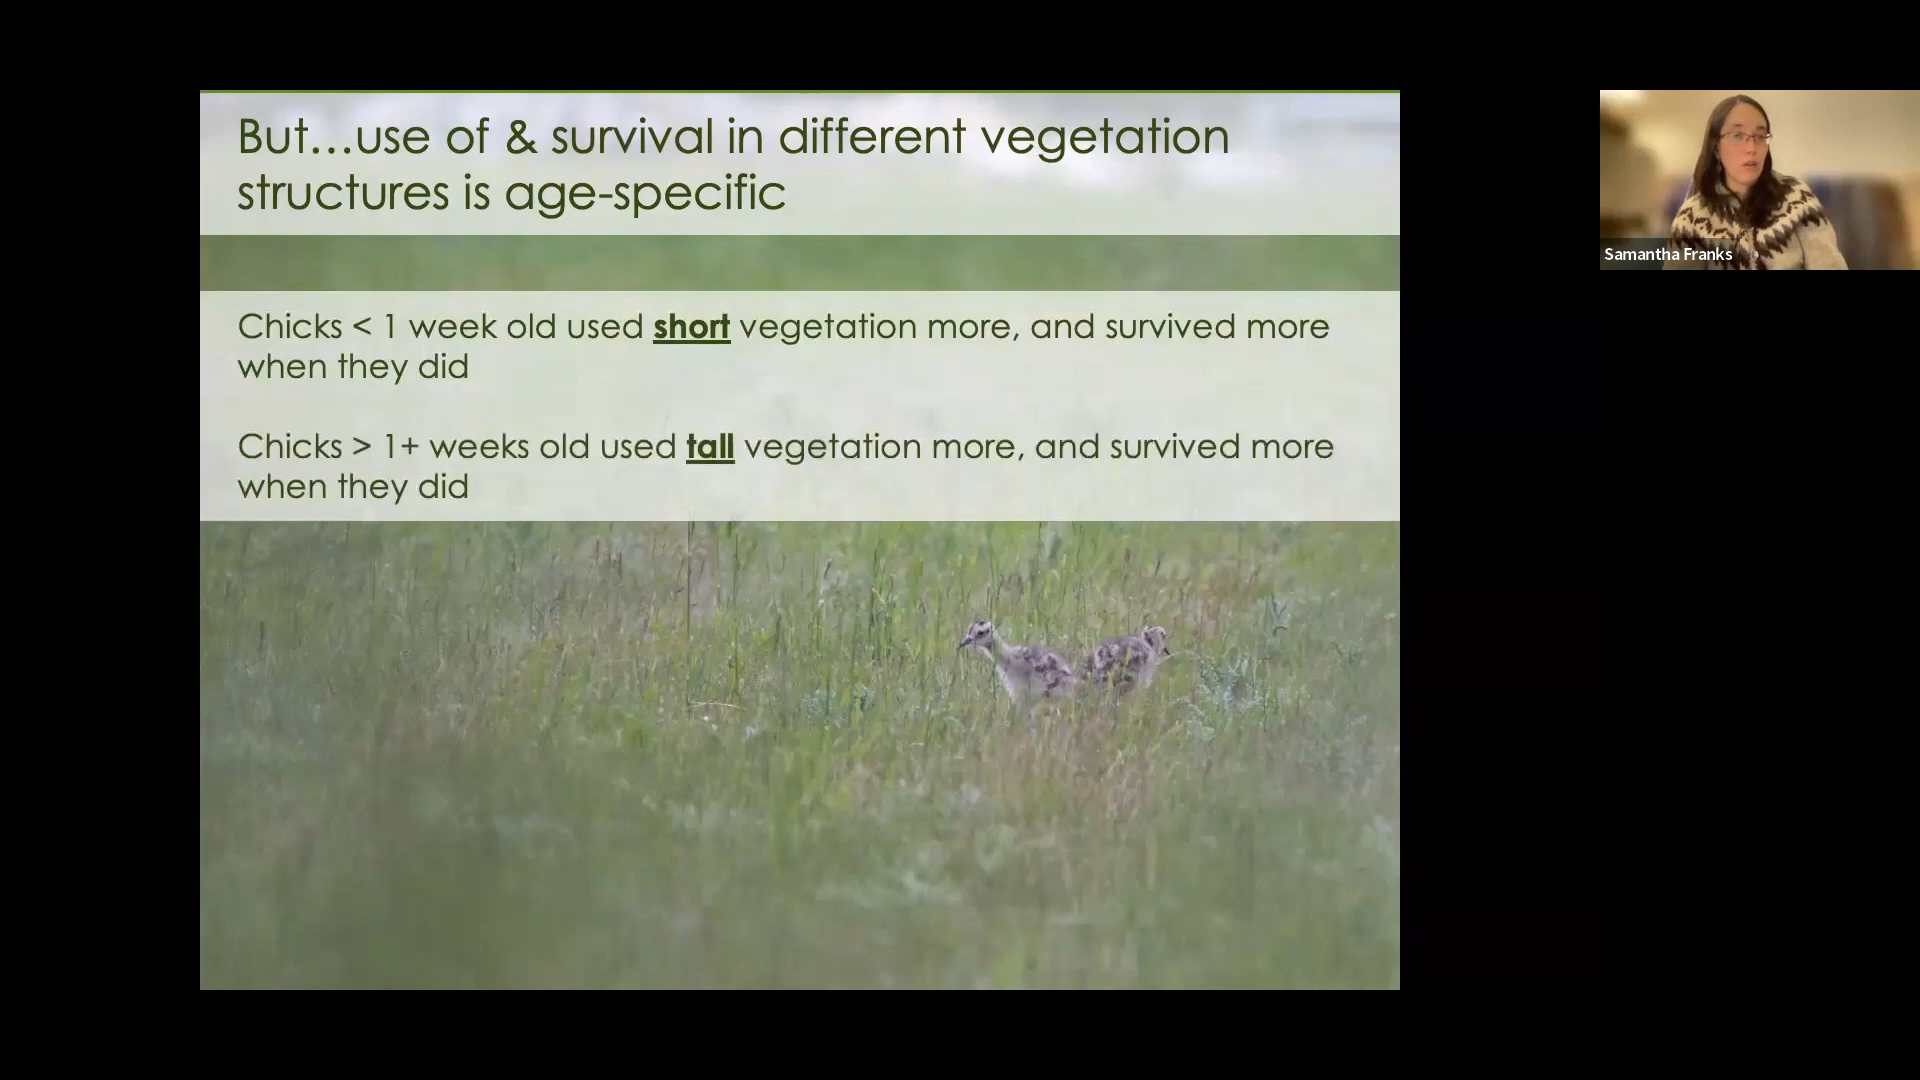 But…use of & survival in different vegetation
structures is age-specific
Chicks < 1 week old used short vegetation more, and survived more
when they did
Chicks > 1+ weeks old used tall vegetation more, and survived more
when they did
Samantha Franks